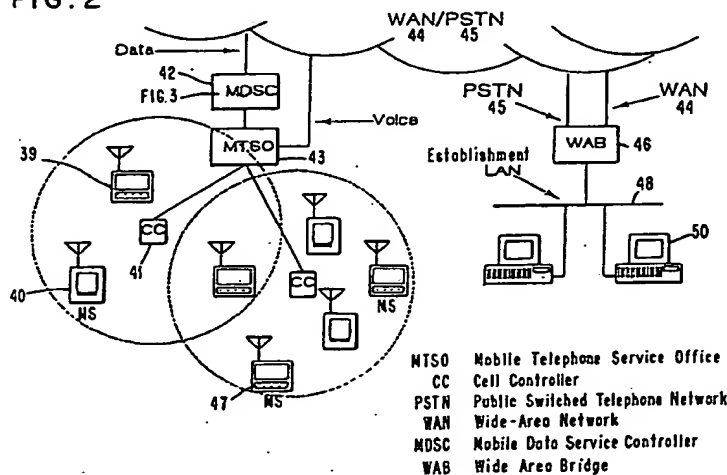 FIG. 2
WAN/PSTN
44 45
Data
42
MDSC
FIG.3
PSTN
45
WAN
44
Voice
MTSO
43
WAB
46
39
Establishment
LAN
48
CC
41
50
40
MS
CC
MS
47
MS
MTSO Mobile Telephone Service Office
CC Cell Controller
PSTN Public Switched Telephone Network
WAN Wide-Area Network
MDSC Mobile Data Service Controller
WAB Wide Area Bridge